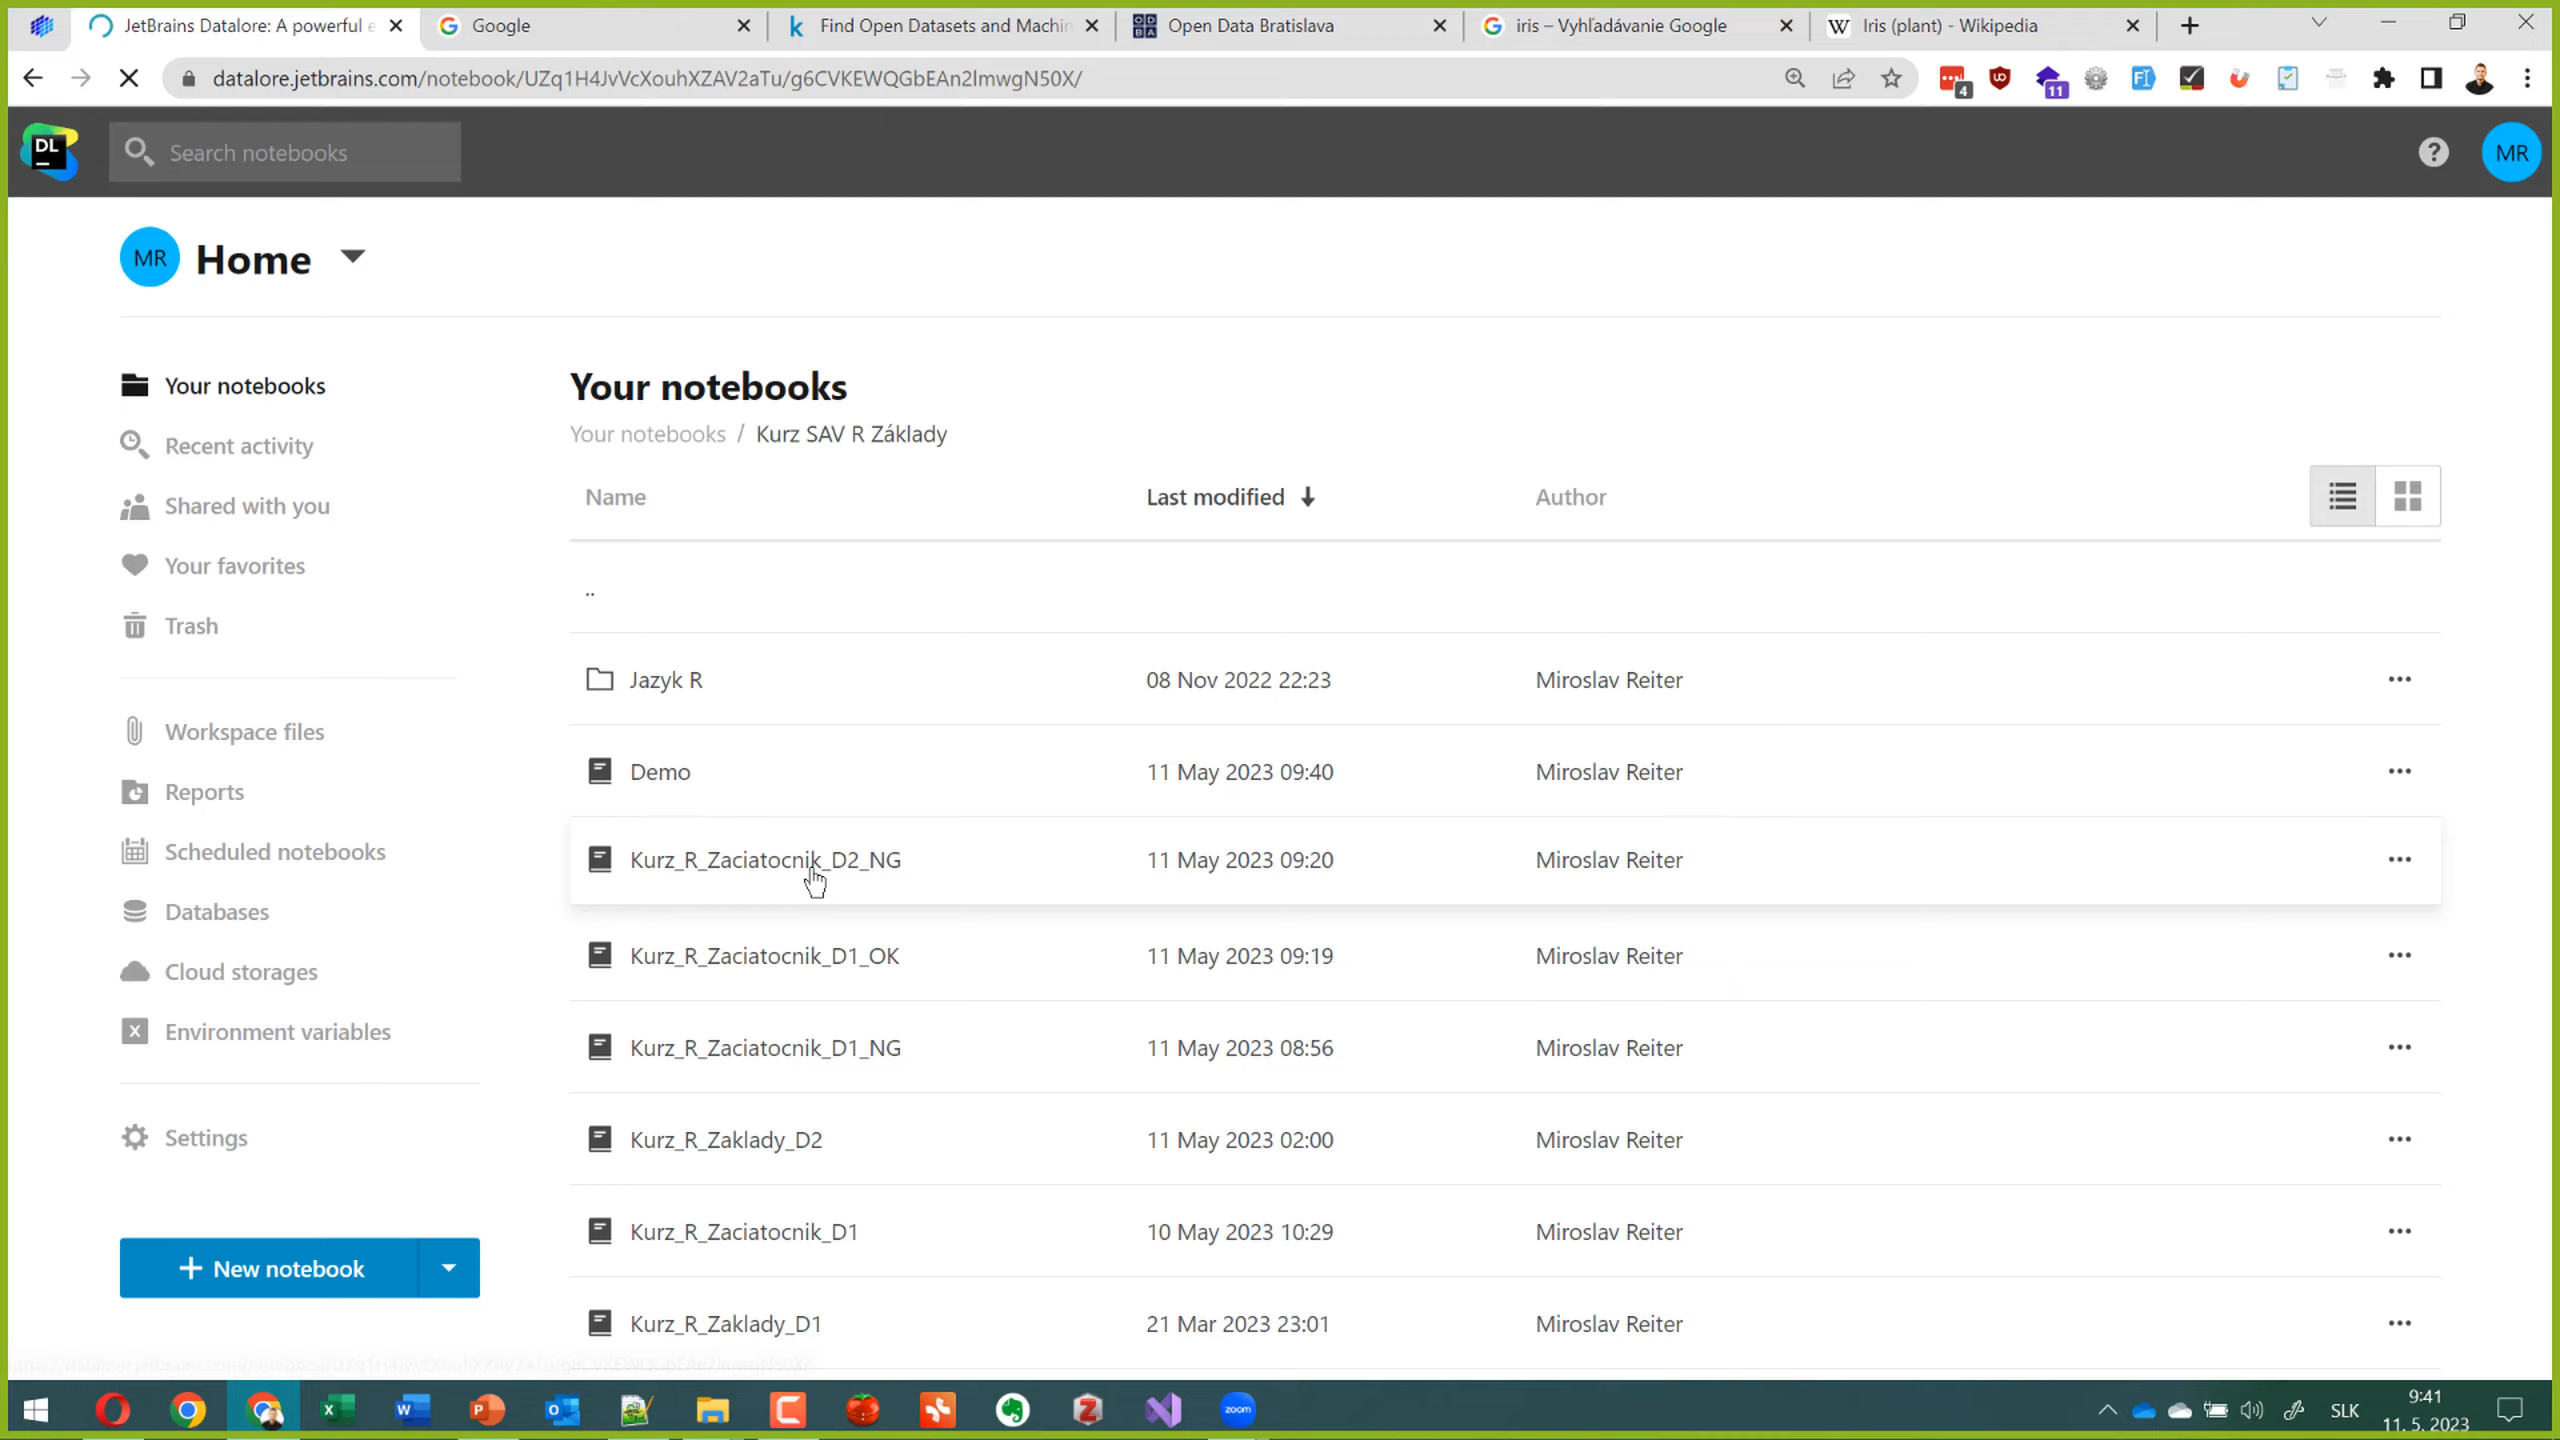 JetBrains Datalore: A powerful e
Google
Find Open Datasets and Machin
Open Data Bratislava
iris – Vyhľadávanie Google
Iris (plant) - Wikipedia
datalore.jetbrains.com/notebook/UZq1H4JvVcXouhXZAV2aTu/g6CVKEWQGbEAn2lmwgN50X/
4
11
DL
Search notebooks
MR
MR
Home
Your notebooks
Recent activity
Shared with you
Your favorites
Trash
Workspace files
Reports
Scheduled notebooks
Databases
Cloud storages
Environment variables
Settings
New notebook
Your notebooks
Your notebooks / Kurz SAV R Základy
Name Last modified Author
..
Jazyk R 08 Nov 2022 22:23 Miroslav Reiter
Demo 11 May 2023 09:40 Miroslav Reiter
Kurz_R_Zaciatocnik_D2_NG 11 May 2023 09:20 Miroslav Reiter
Kurz_R_Zaciatocnik_D1_OK 11 May 2023 09:19 Miroslav Reiter
Kurz_R_Zaciatocnik_D1_NG 11 May 2023 08:56 Miroslav Reiter
Kurz_R_Zaklady_D2 11 May 2023 02:00 Miroslav Reiter
Kurz_R_Zaciatocnik_D1 10 May 2023 10:29 Miroslav Reiter
Kurz_R_Zaklady_D1 21 Mar 2023 23:01 Miroslav Reiter
zoom
SLK
9:41
11. 5. 2023